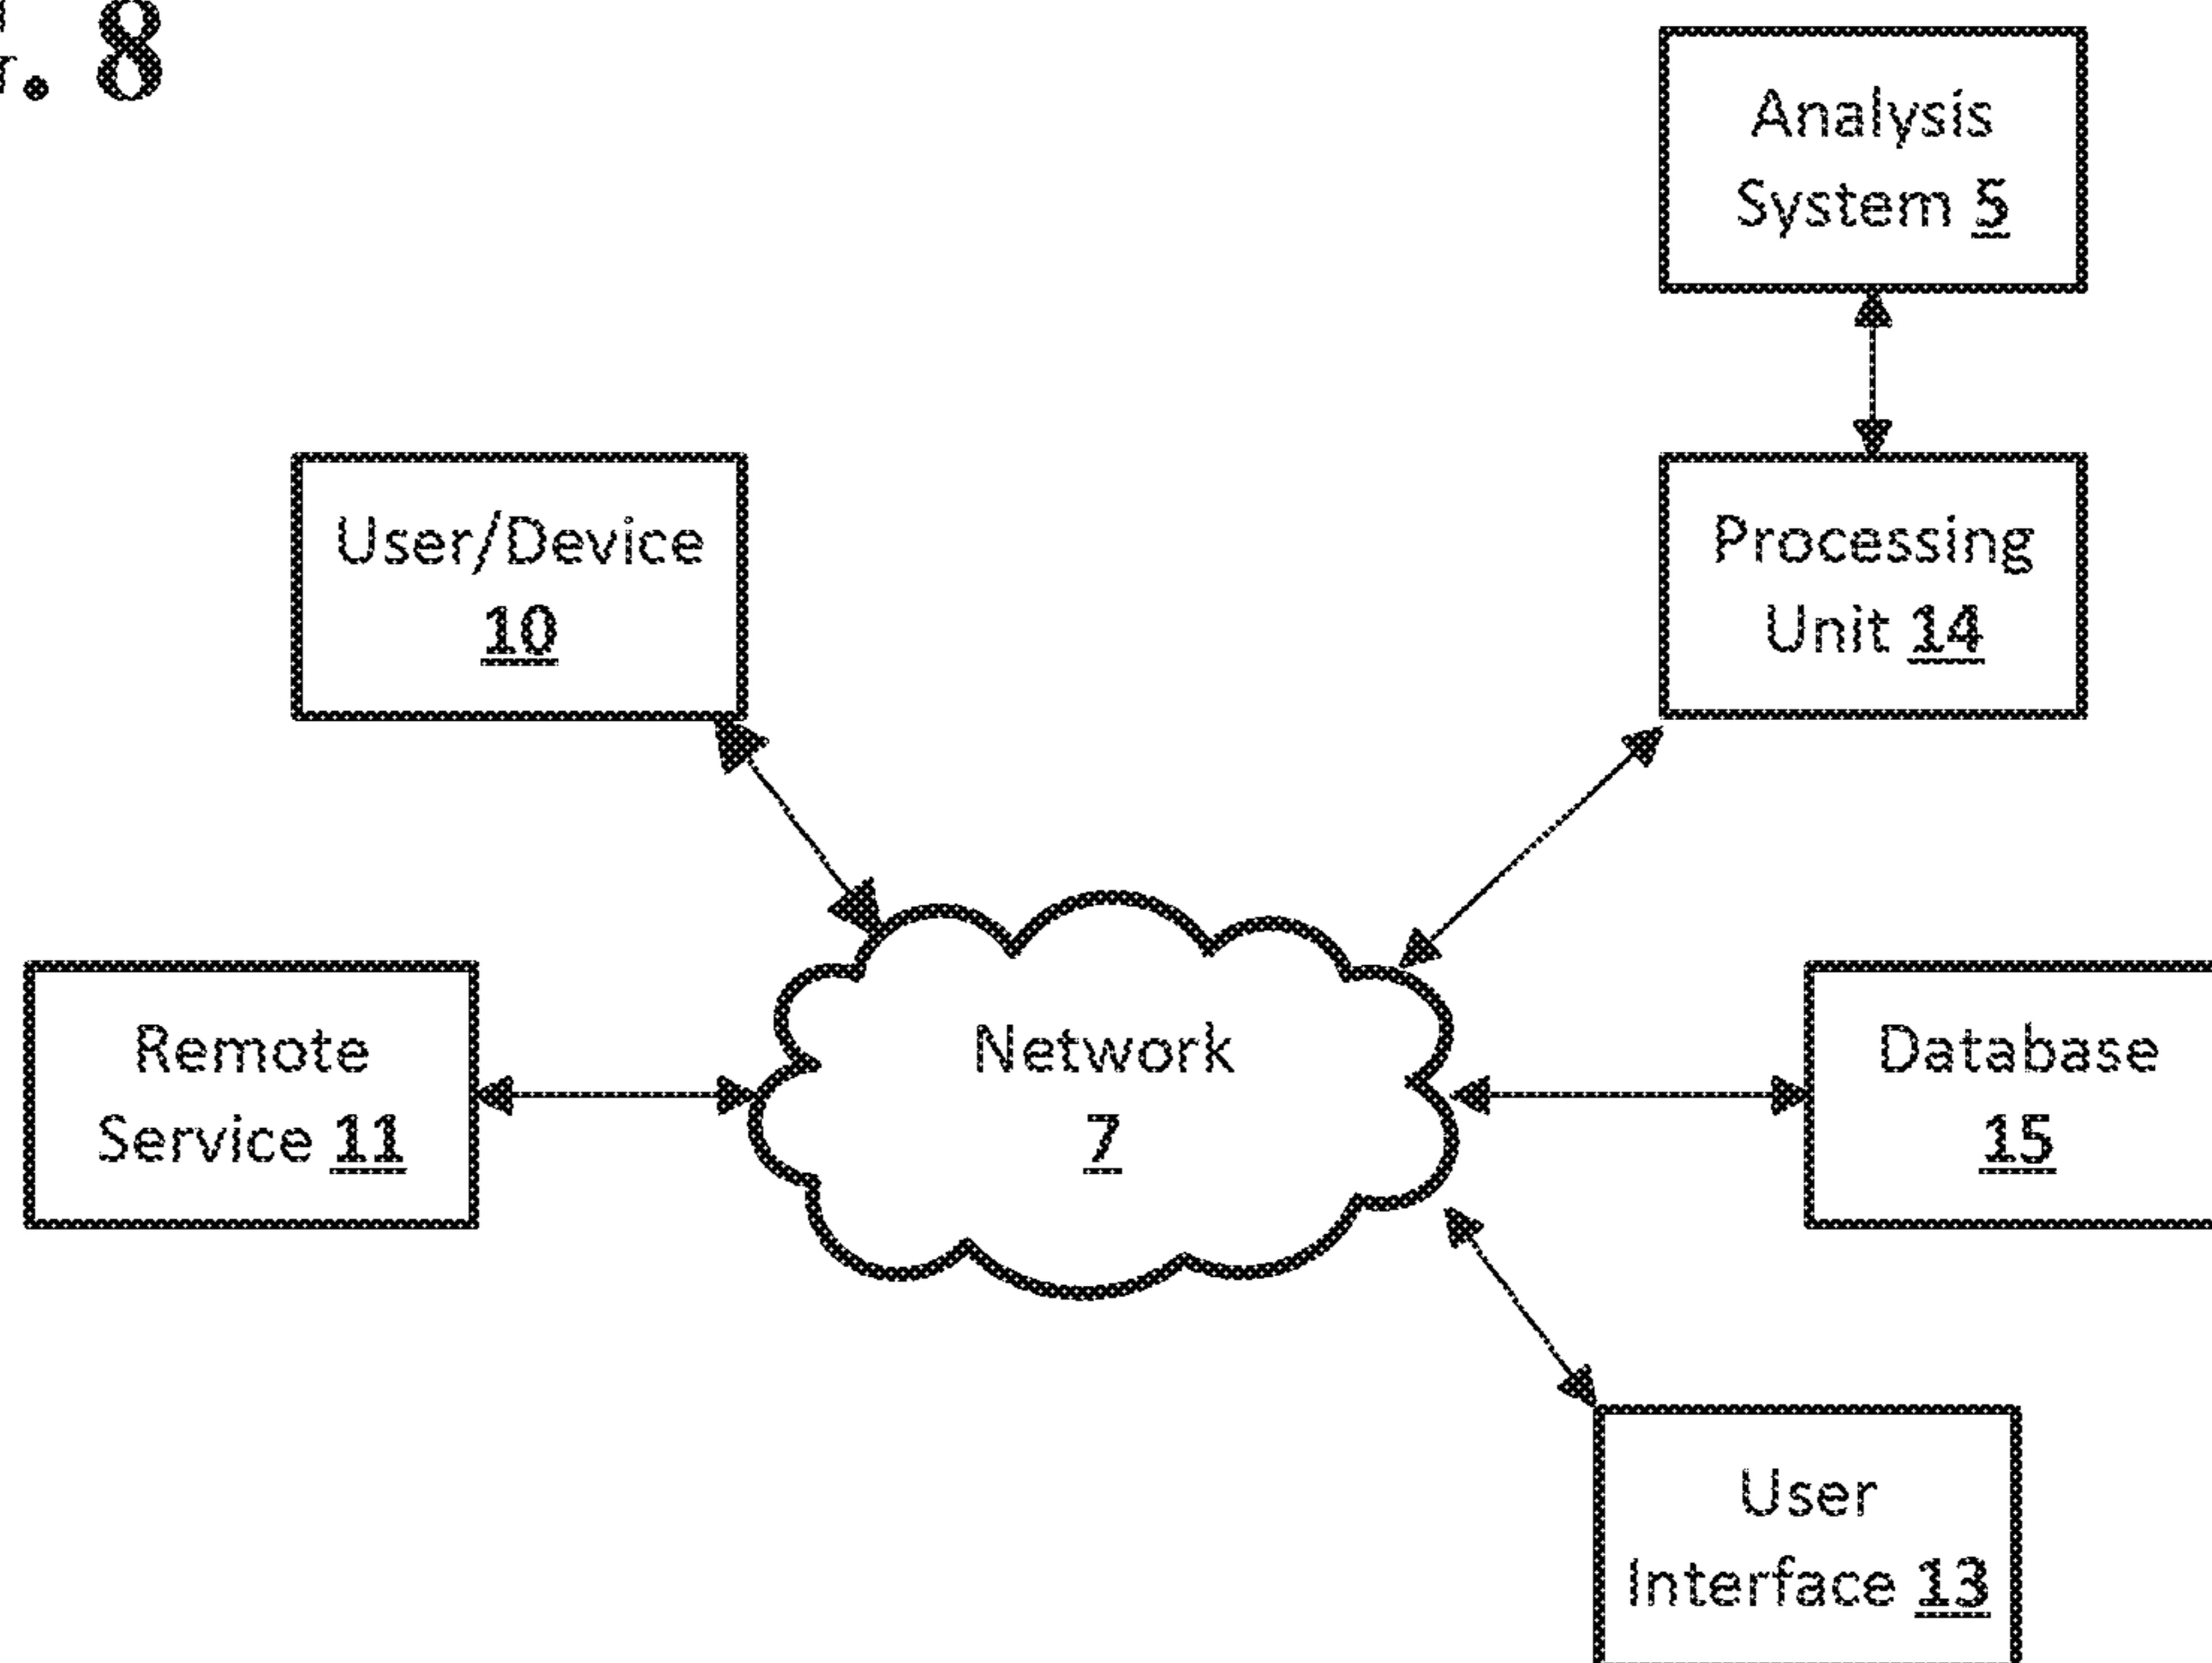 . 8
Analysis
System 5
User/Device
10
Processing
Unit 14
Remote
Service 11
Network
7
Database
15
User
Interface 13